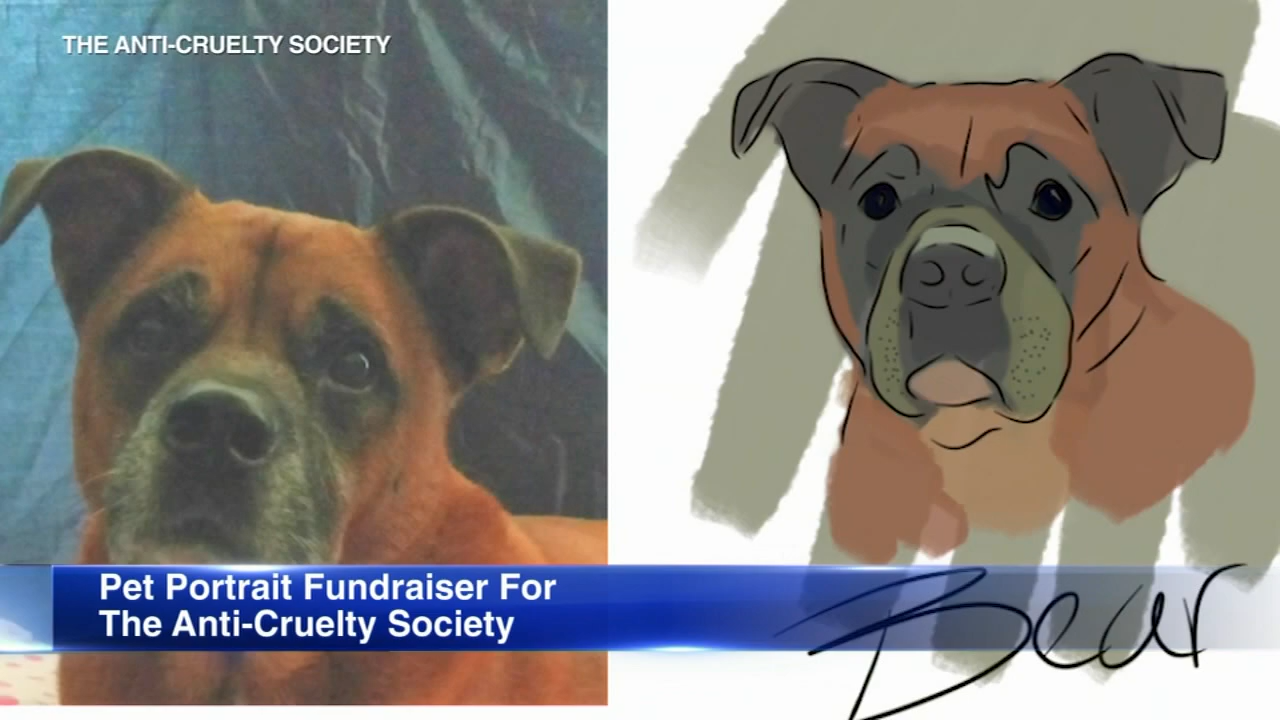 THE ANTI-CRUELTY SOCIETY
Pet Portrait Fundraiser For
The Anti-Cruelty Society
Bear